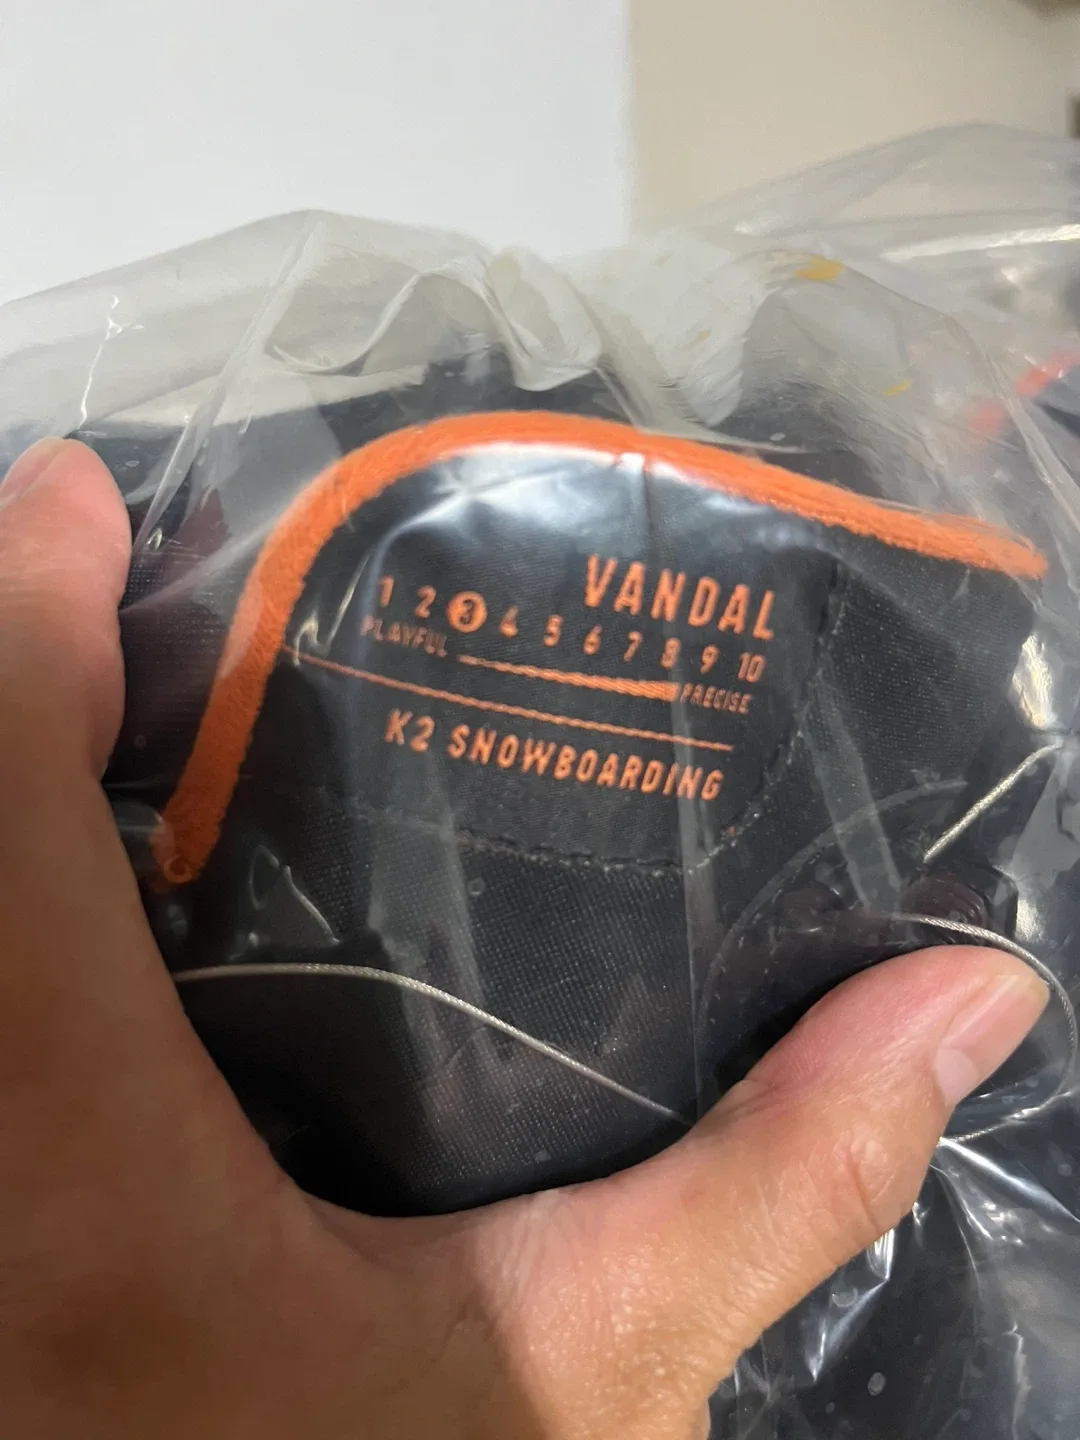 VANDAL
1 2 3 4 5 6 7 8 9 10
PLAYFUL PRECISE
K2 SNOWBOARDING